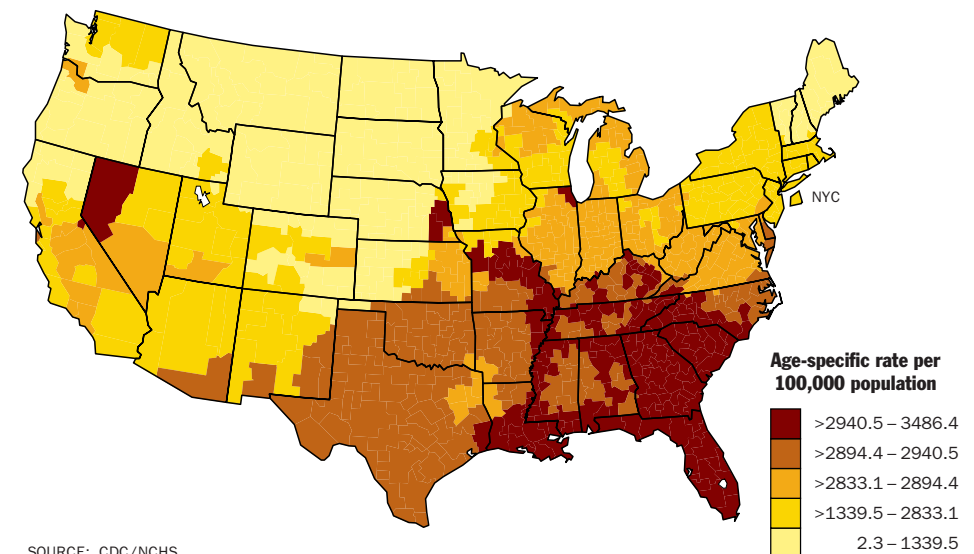 NYC
Age-specific rate per
100,000 population
>2940.5 – 3486.4
>2894.4 – 2940.5
>2833.1 – 2894.4
>1339.5 – 2833.1
2.3 – 1339.5
SOURCE: CDC/NCHS